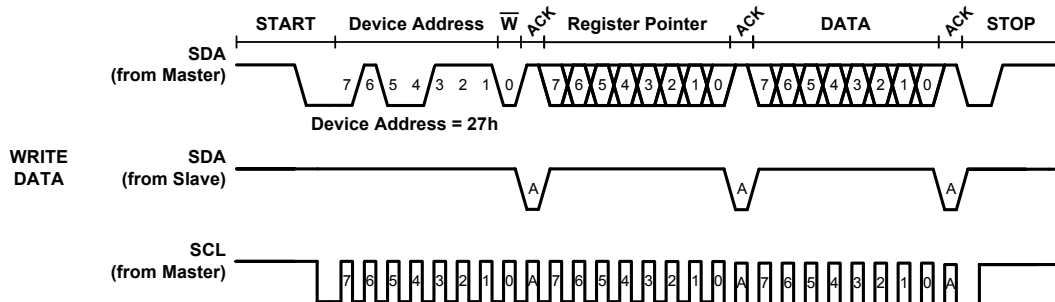 START Device Address W ACK Register Pointer ACK DATA ACK STOP
SDA
(from Master)
7 6 5 4 3 2 1 0 7 6 5 4 3 2 1 0 7 6 5 4 3 2 1 0
Device Address = 27h
WRITE
DATA
SDA
(from Slave)
A A A
SCL
(from Master)
7 6 5 4 3 2 1 0 A 7 6 5 4 3 2 1 0 A 7 6 5 4 3 2 1 0 A